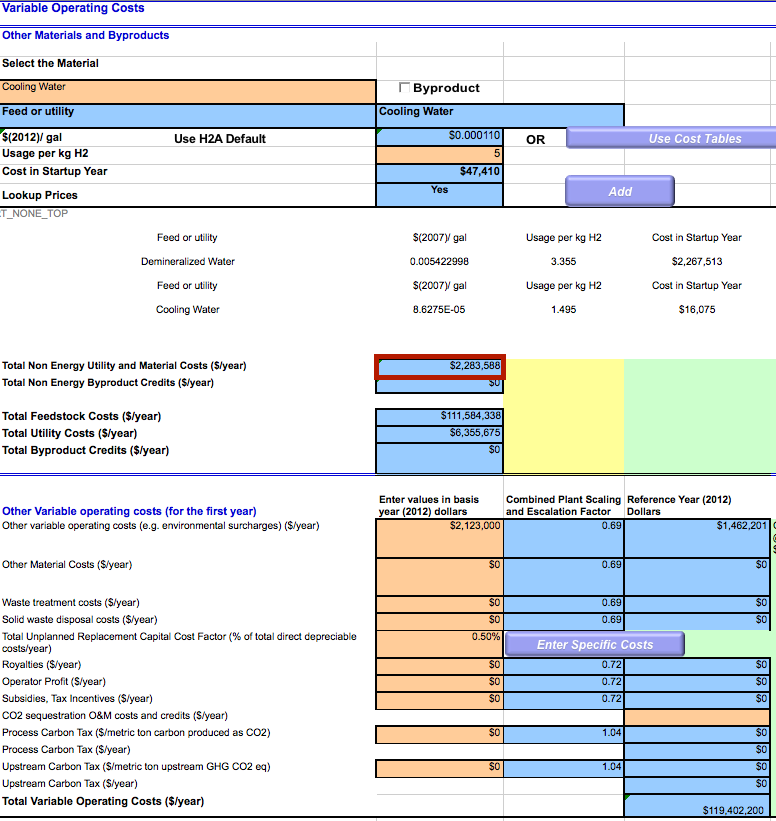 Variable Operating Costs
Other Materials and Byproducts
Select the Material
Cooling Water Byproduct
Feed or utility Cooling Water
$(2012)/ gal Use H2A Default $0.000110 OR Use Cost Tables
Usage per kg H2 5
Cost in Startup Year $47,410
Lookup Prices Yes Add
T_NONE_TOP
Feed or utility $(2007)/ gal Usage per kg H2 Cost in Startup Year
Demineralized Water 0.005422998 3.355 $2,267,513
Feed or utility $(2007)/ gal Usage per kg H2 Cost in Startup Year
Cooling Water 8.6275E-05 1.495 $16,075
Total Non Energy Utility and Material Costs ($/year) $2,283,588
Total Non Energy Byproduct Credits ($/year) $0
Total Feedstock Costs ($/year) $111,584,338
Total Utility Costs ($/year) $6,355,675
Total Byproduct Credits ($/year) $0
Enter values in basis Combined Plant Scaling Reference Year (2012)
Other Variable operating costs (for the first year) year (2012) dollars and Escalation Factor Dollars
Other variable operating costs (e.g. environmental surcharges) ($/year) $2,123,000 0.69 $1,462,201
Other Material Costs ($/year) $0 0.69 $0
Waste treatment costs ($/year) $0 0.69 $0
Solid waste disposal costs ($/year) $0 0.69 $0
Total Unplanned Replacement Capital Cost Factor (% of total direct depreciable 0.50% Enter Specific Costs
costs/year)
Royalties ($/year) $0 0.72 $0
Operator Profit ($/year) $0 0.72 $0
Subsidies, Tax Incentives ($/year) $0 0.72 $0
CO2 sequestration O&M costs and credits ($/year)
Process Carbon Tax ($/metric ton carbon produced as CO2) $0 1.04 $0
Process Carbon Tax ($/year) $0
Upstream Carbon Tax ($/metric ton upstream GHG CO2 eq) $0 1.04 $0
Upstream Carbon Tax ($/year) $0
Total Variable Operating Costs ($/year) $119,402,200